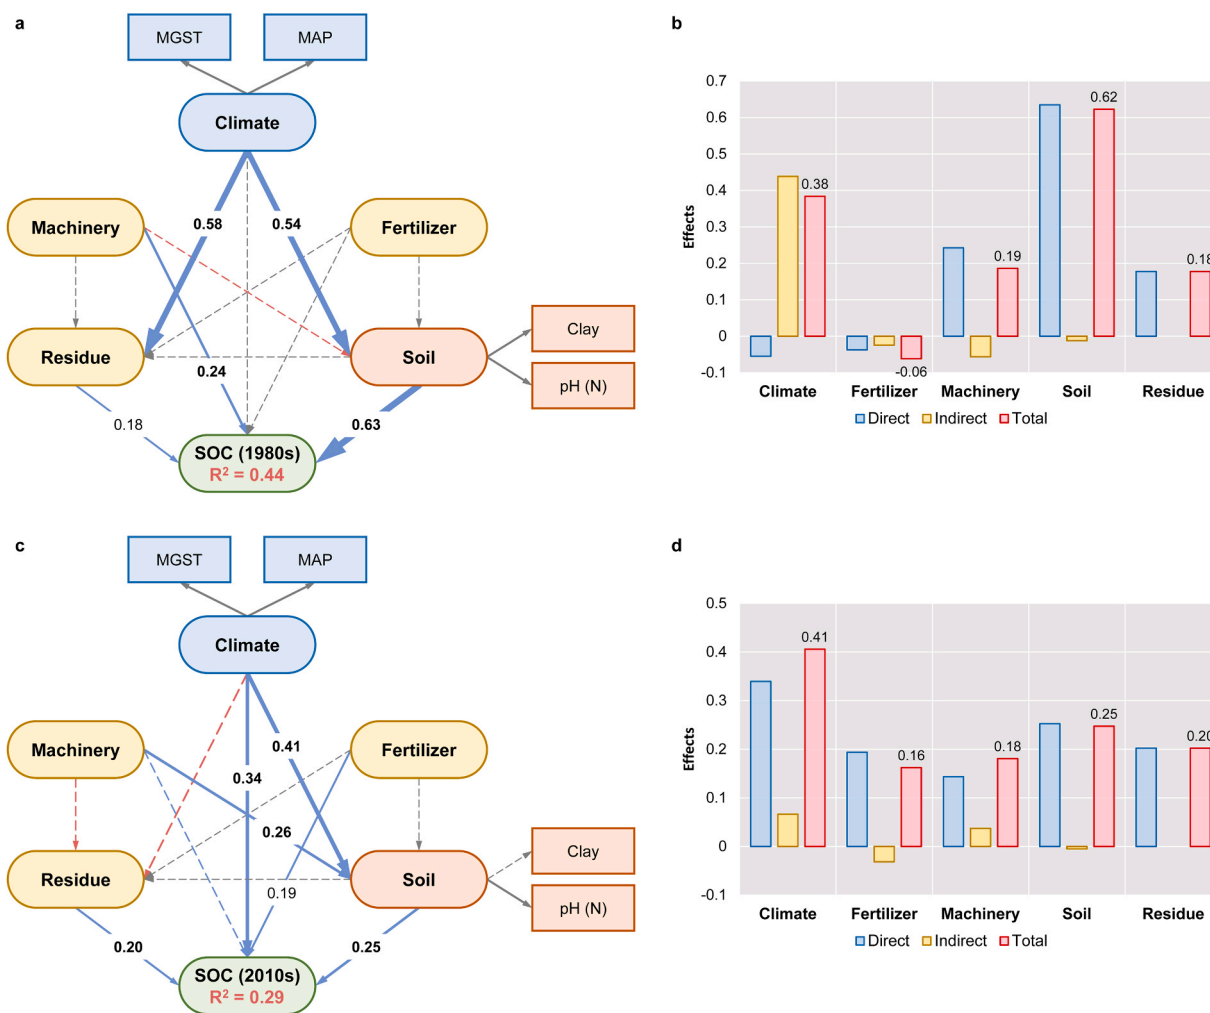 a
MGST
MAP
Climate
Machinery
0.58
0.54
Fertilizer
Residue
Soil
Clay
pH (N)
0.24
0.18
0.63
SOC (1980s)
R² = 0.44
b
Effects
0.7
0.6
0.5
0.4
0.3
0.2
0.1
0
-0.1
0.38
-0.06
0.19
0.62
0.18
Climate
Fertilizer
Machinery
Soil
Residue
Direct
Indirect
Total
c
MGST
MAP
Climate
Machinery
0.41
0.34
Fertilizer
0.26
Residue
0.19
Soil
Clay
pH (N)
0.20
0.25
SOC (2010s)
R² = 0.29
d
Effects
0.5
0.4
0.3
0.2
0.1
0
-0.1
0.41
0.16
0.18
0.25
0.20
Climate
Fertilizer
Machinery
Soil
Residue
Direct
Indirect
Total